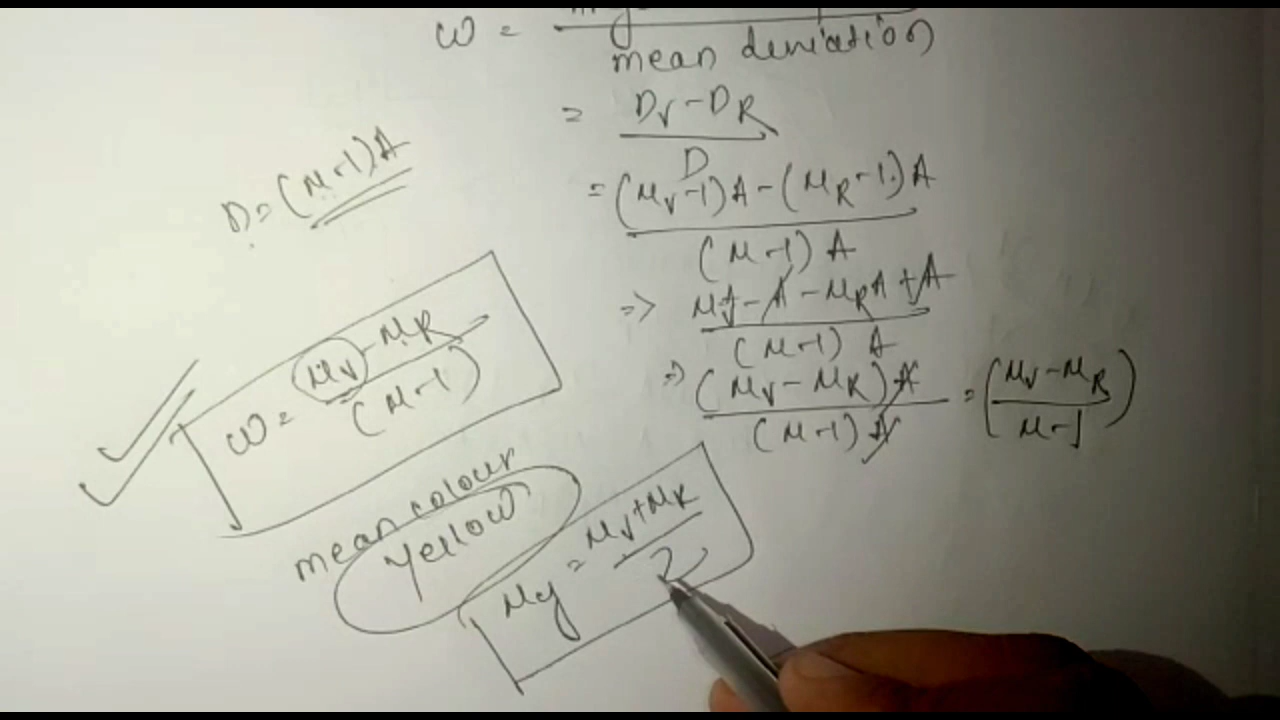 ω =
mean deviation
= Dv - DR
D
D = (μ-1)A
= (μv-1)A - (μR-1)A
(μ-1) A
=> μA - A - μRA + A
(μ-1) A
=> (μv - μR) A
(μ-1) A
= (μv - μR)
μ-1
ω = μv - μR
(μ-1)
mean colour
yellow
μy = μv + μR
2